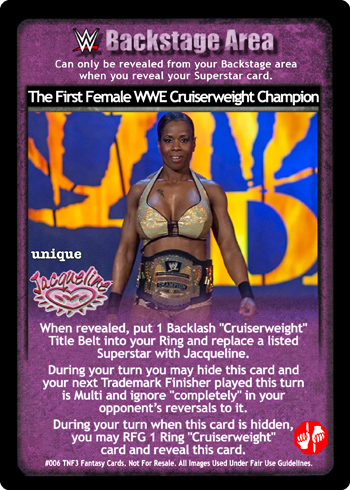 W Backstage Area
Can only be revealed from your Backstage area
when you reveal your Superstar card.
The First Female WWE Cruiserweight Champion
unique
Jacqueline
When revealed, put 1 Backlash "Cruiserweight"
Title Belt into your Ring and replace a listed
Superstar with Jacqueline.
During your turn you may hide this card and
your next Trademark Finisher played this turn
is Multi and ignore "completely" in your
opponent's reversals to it.
During your turn when this card is hidden,
you may RFG 1 Ring "Cruiserweight"
card and reveal this card.
#006 TNF3 Fantasy Cards. Not For Resale. All Images Used Under Fair Use Guidelines.